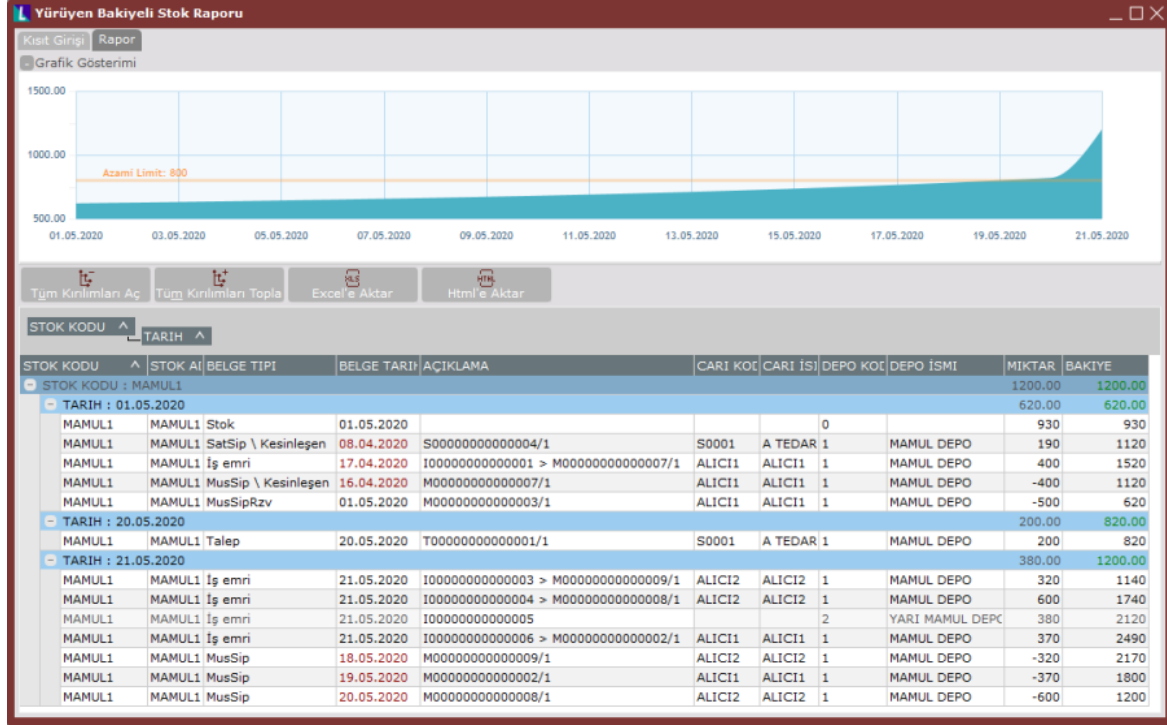 Yürüyen Bakiyeli Stok Raporu
Kısıt Girişi Rapor
Grafik Gösterimi
1500.00
1000.00
Azami Limit: 800
500.00
01.05.2020 03.05.2020 05.05.2020 07.05.2020 09.05.2020 11.05.2020 13.05.2020 15.05.2020 17.05.2020 19.05.2020 21.05.2020
XLS HTML
Tüm Kırılımları Aç Tüm Kırılımları Topla Excel'e Aktar Html'e Aktar
STOK KODU
TARIH
STOK KODU STOK AI BELGE TIPI BELGE TARIH AÇIKLAMA CARI KOD CARI İSİ DEPO KOD DEPO İSMİ MIKTAR BAKIYE
STOK KODU : MAMUL1 1200.00 1200.00
TARIH : 01.05.2020 620.00 620.00
MAMUL1 MAMUL1 Stok 01.05.2020 0 930 930
MAMUL1 MAMUL1 SatSip \ Kesinleşen 08.04.2020 S00000000000004/1 S0001 A TEDAR 1 MAMUL DEPO 190 1120
MAMUL1 MAMUL1 İş emri 17.04.2020 I00000000000001 > M00000000000007/1 ALICI1 ALICI1 1 MAMUL DEPO 400 1520
MAMUL1 MAMUL1 MusSip \ Kesinleşen 16.04.2020 M00000000000007/1 ALICI1 ALICI1 1 MAMUL DEPO -400 1120
MAMUL1 MAMUL1 MusSipRzv 01.05.2020 M00000000000003/1 ALICI1 ALICI1 1 MAMUL DEPO -500 620
TARIH : 20.05.2020 200.00 820.00
MAMUL1 MAMUL1 Talep 20.05.2020 T00000000000001/1 S0001 A TEDAR 1 MAMUL DEPO 200 820
TARIH : 21.05.2020 380.00 1200.00
MAMUL1 MAMUL1 İş emri 21.05.2020 I00000000000003 > M00000000000009/1 ALICI2 ALICI2 1 MAMUL DEPO 320 1140
MAMUL1 MAMUL1 İş emri 21.05.2020 I00000000000004 > M00000000000008/1 ALICI2 ALICI2 1 MAMUL DEPO 600 1740
MAMUL1 MAMUL1 İş emri 21.05.2020 I00000000000005 2 YARI MAMUL DEPO 380 2120
MAMUL1 MAMUL1 İş emri 21.05.2020 I00000000000006 > M00000000000002/1 ALICI1 ALICI1 1 MAMUL DEPO 370 2490
MAMUL1 MAMUL1 MusSip 18.05.2020 M00000000000009/1 ALICI2 ALICI2 1 MAMUL DEPO -320 2170
MAMUL1 MAMUL1 MusSip 19.05.2020 M00000000000002/1 ALICI1 ALICI1 1 MAMUL DEPO -370 1800
MAMUL1 MAMUL1 MusSip 20.05.2020 M00000000000008/1 ALICI2 ALICI2 1 MAMUL DEPO -600 1200